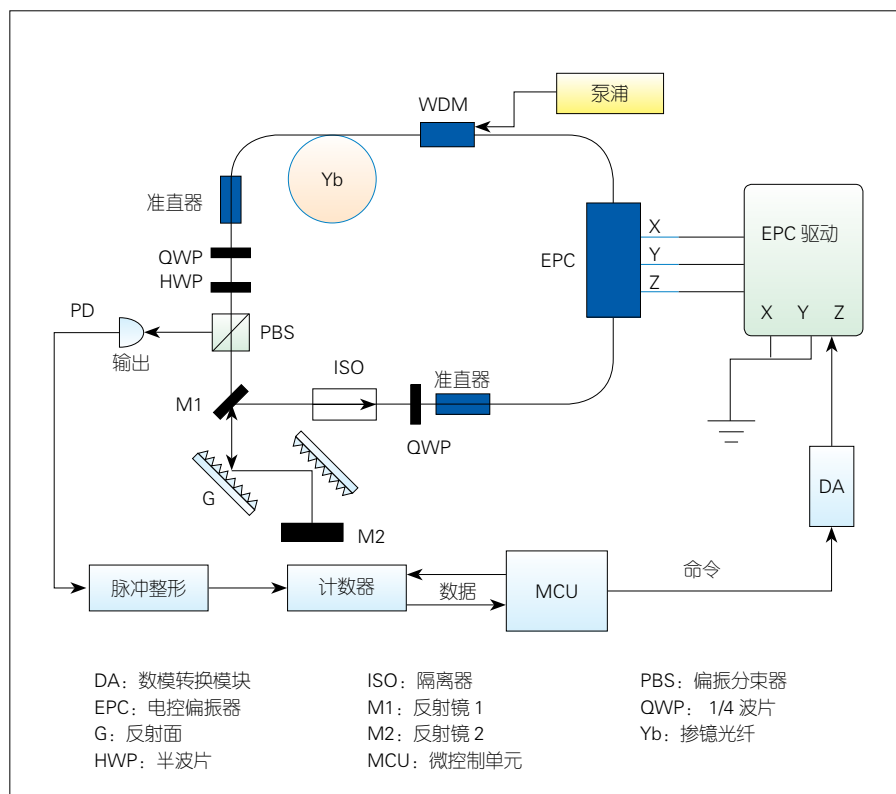 泵浦
WDM
Yb
准直器
QWP
HWP
EPC
X
Y
Z
EPC 驱动
X Y Z
PD
输出
PBS
ISO
准直器
M1
QWP
G
M2
DA
脉冲整形
计数器
数据
MCU
命令
DA：数模转换模块
EPC：电控偏振器
G：反射面
HWP：半波片
ISO：隔离器
M1：反射镜 1
M2：反射镜 2
MCU：微控制单元
PBS：偏振分束器
QWP： 1/4 波片
Yb：掺镜光纤